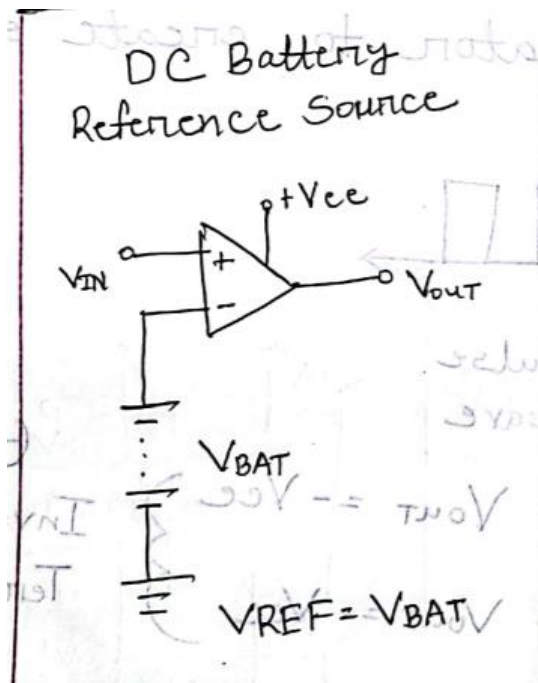 DC Battery
Reference Source
+Vcc
VIN
+
-
VOUT
VBAT
VREF = VBAT